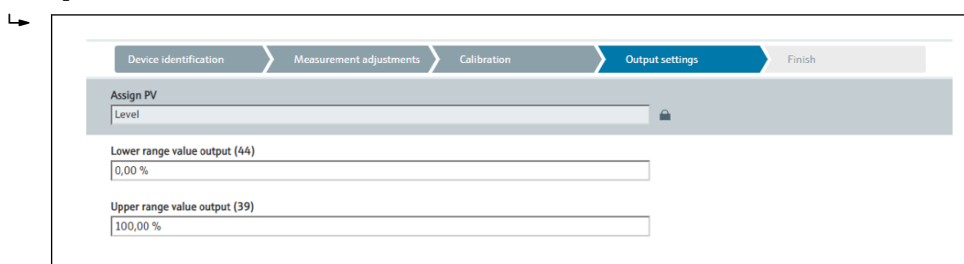 Device identification
Measurement adjustments
Calibration
Output settings
Finish
Assign PV
Level
Lower range value output (44)
0,00 %
Upper range value output (39)
100,00 %